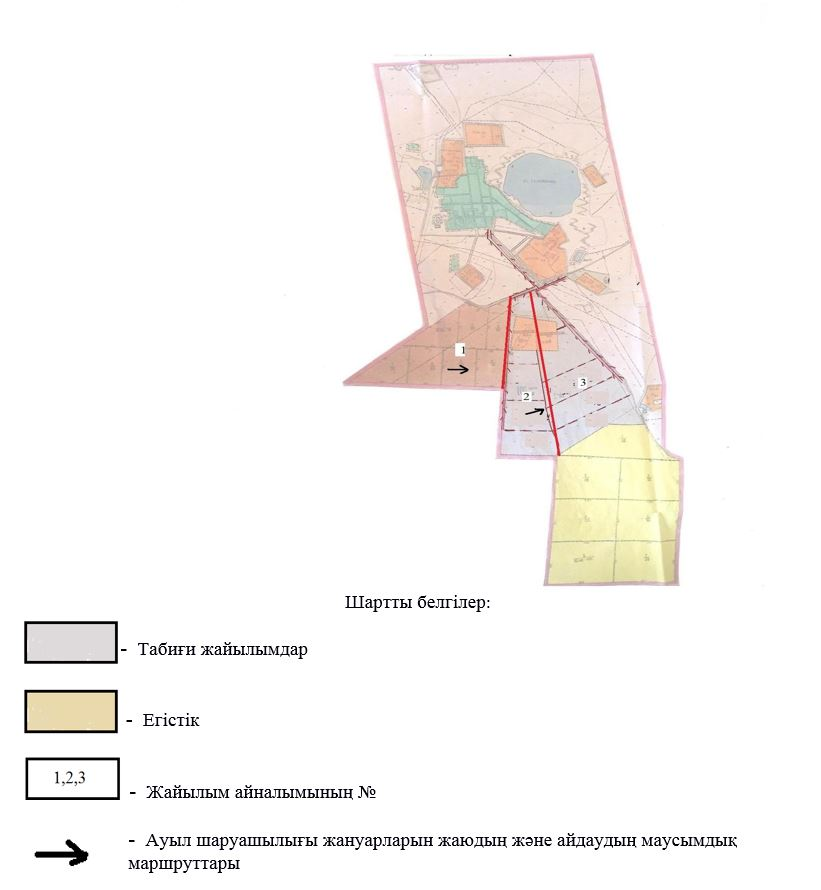 1
3
2
Шартты белгілер:
- Табиғи жайылымдар
- Егістік
1,2,3
- Жайылым айналымының №
- Ауыл шаруашылығы жануарларын жаюдың және айдаудың маусымдық
маршруттары